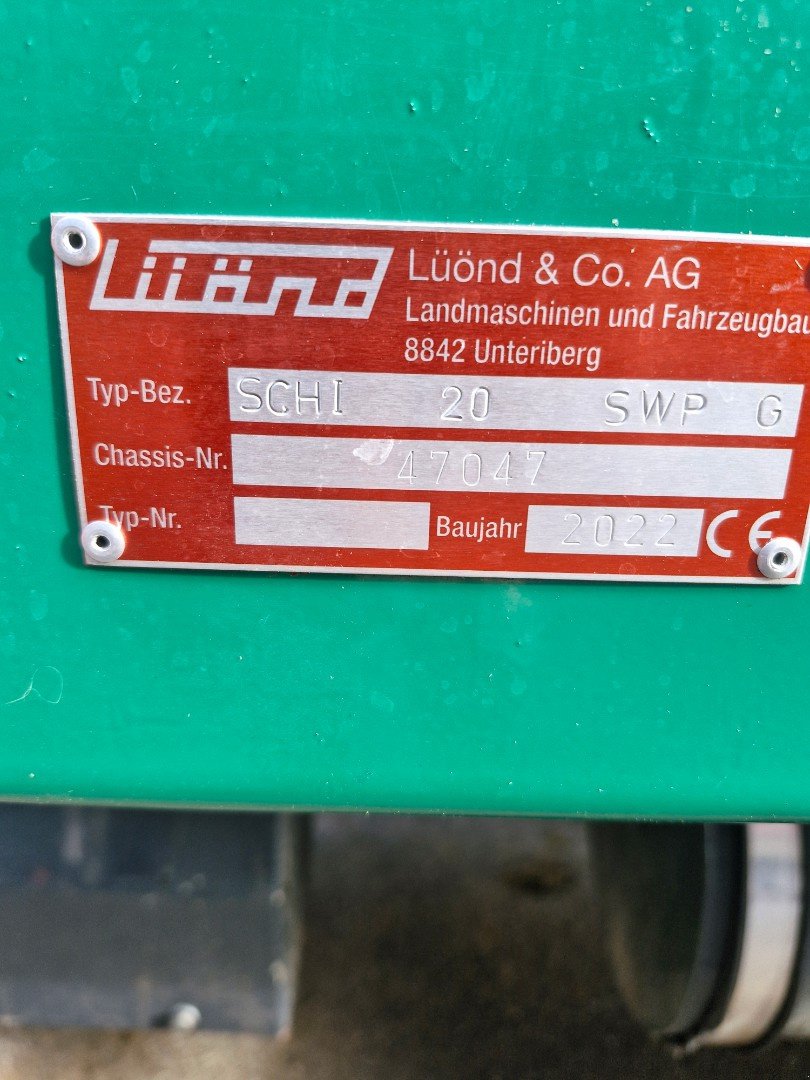 Lüönd
Lüönd & Co. AG
Landmaschinen und Fahrzeugbau
8842 Unteriberg
Typ-Bez. SCHI 20 SWP G
Chassis-Nr. 47047
Typ-Nr. Baujahr 2022 CE